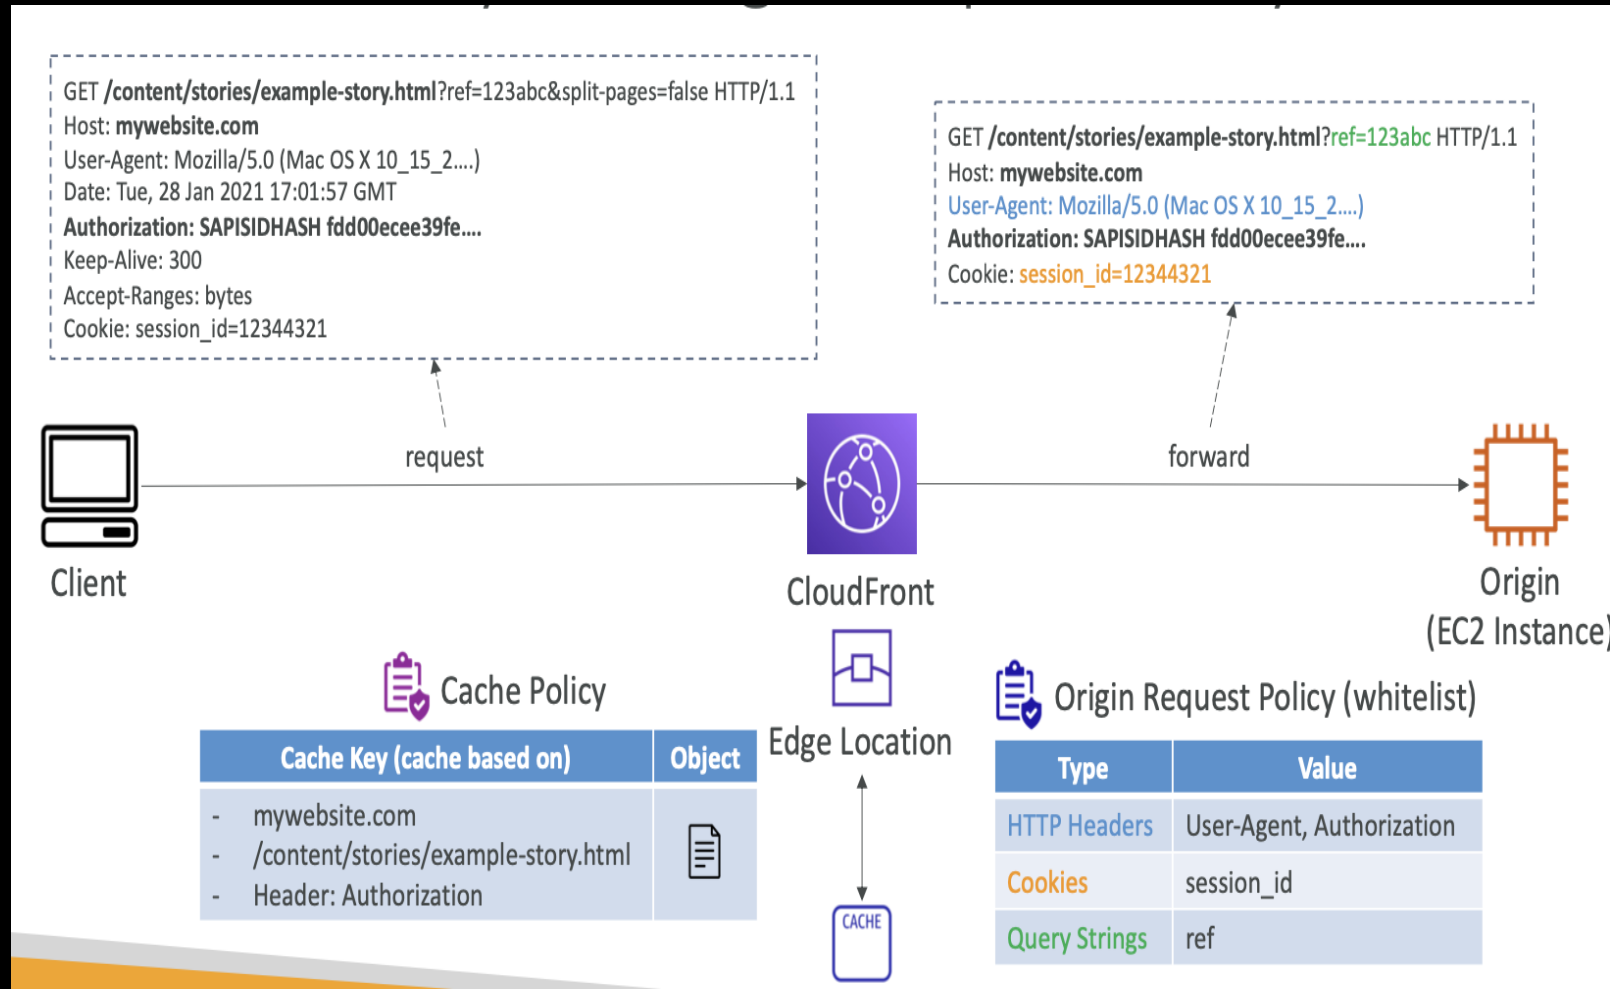 GET /content/stories/example-story.html?ref=123abc&split-pages=false HTTP/1.1
Host: mywebsite.com
User-Agent: Mozilla/5.0 (Mac OS X 10_15_2....)
Date: Tue, 28 Jan 2021 17:01:57 GMT
Authorization: SAPISIDHASH fdd00ecee39fe....
Keep-Alive: 300
Accept-Ranges: bytes
Cookie: session_id=12344321
GET /content/stories/example-story.html?ref=123abc HTTP/1.1
Host: mywebsite.com
User-Agent: Mozilla/5.0 (Mac OS X 10_15_2....)
Authorization: SAPISIDHASH fdd00ecee39fe....
Cookie: session_id=12344321
request
forward
Client
CloudFront
Origin
(EC2 Instance)
Edge Location
CACHE
Cache Policy
Cache Key (cache based on) Object
- mywebsite.com
- /content/stories/example-story.html
- Header: Authorization
Origin Request Policy (whitelist)
Type Value
HTTP Headers User-Agent, Authorization
Cookies session_id
Query Strings ref